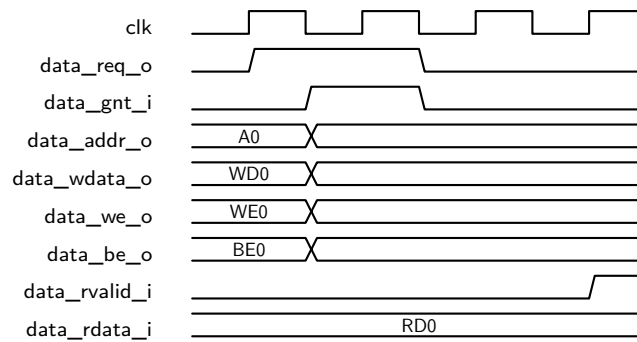 clk
data_req_o
data_gnt_i
data_addr_o A0
data_wdata_o WD0
data_we_o WE0
data_be_o BE0
data_rvalid_i
data_rdata_i RD0